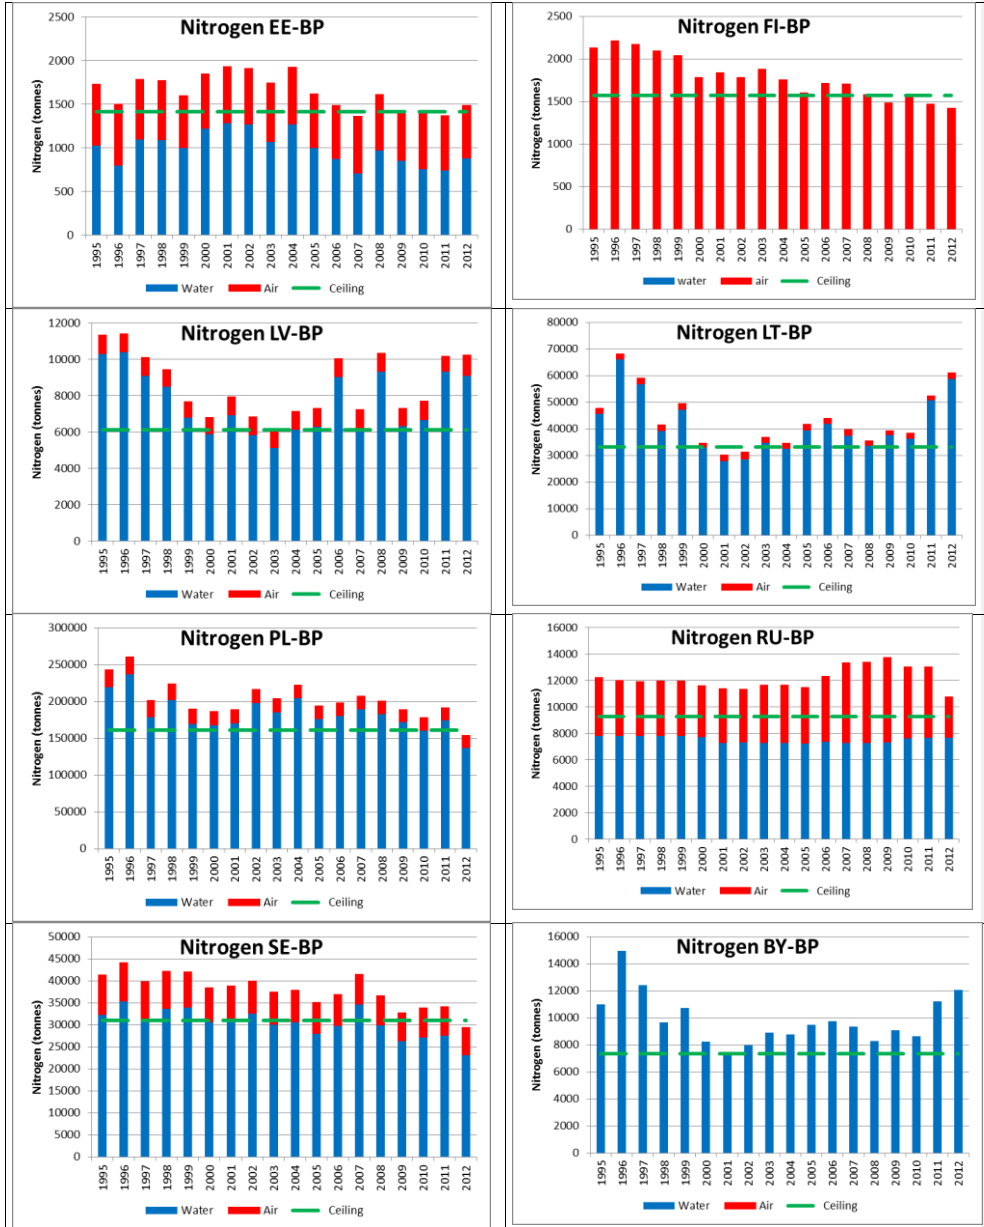 Nitrogen EE-BP
Nitrogen (tonnes)
2500
2000
1500
1000
500
0
1995 1996 1997 1998 1999 2000 2001 2002 2003 2004 2005 2006 2007 2008 2009 2010 2011 2012
Water Air Ceiling
Nitrogen FI-BP
Nitrogen (tonnes)
2500
2000
1500
1000
500
0
1995 1996 1997 1998 1999 2000 2001 2002 2003 2004 2005 2006 2007 2008 2009 2010 2011 2012
water air Ceiling
Nitrogen LV-BP
Nitrogen (tonnes)
12000
10000
8000
6000
4000
2000
0
1995 1996 1997 1998 1999 2000 2001 2002 2003 2004 2005 2006 2007 2008 2009 2010 2011 2012
Water Air Ceiling
Nitrogen LT-BP
Nitrogen (tonnes)
80000
70000
60000
50000
40000
30000
20000
10000
0
1995 1996 1997 1998 1999 2000 2001 2002 2003 2004 2005 2006 2007 2008 2009 2010 2011 2012
Water Air Ceiling
Nitrogen PL-BP
Nitrogen (tonnes)
300000
250000
200000
150000
100000
50000
0
1995 1996 1997 1998 1999 2000 2001 2002 2003 2004 2005 2006 2007 2008 2009 2010 2011 2012
Water Air Ceiling
Nitrogen RU-BP
Nitrogen (tonnes)
16000
14000
12000
10000
8000
6000
4000
2000
0
1995 1996 1997 1998 1999 2000 2001 2002 2003 2004 2005 2006 2007 2008 2009 2010 2011 2012
Water Air Ceiling
Nitrogen SE-BP
Nitrogen (tonnes)
50000
45000
40000
35000
30000
25000
20000
15000
10000
5000
0
1995 1996 1997 1998 1999 2000 2001 2002 2003 2004 2005 2006 2007 2008 2009 2010 2011 2012
Water Air Ceiling
Nitrogen BY-BP
Nitrogen (tonnes)
16000
14000
12000
10000
8000
6000
4000
2000
0
1995 1996 1997 1998 1999 2000 2001 2002 2003 2004 2005 2006 2007 2008 2009 2010 2011 2012
Water Ceiling